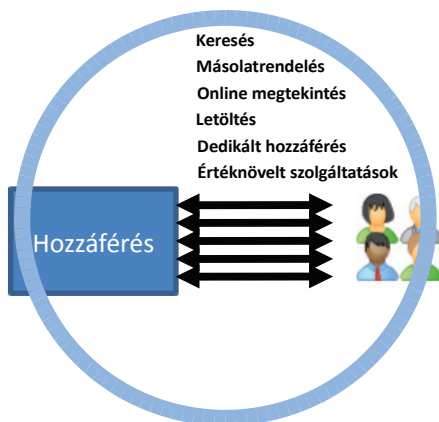 Keresés
Másolatrendelés
Online megtekintés
Letöltés
Dedikált hozzáférés
Értéknövelt szolgáltatások
Hozzáférés